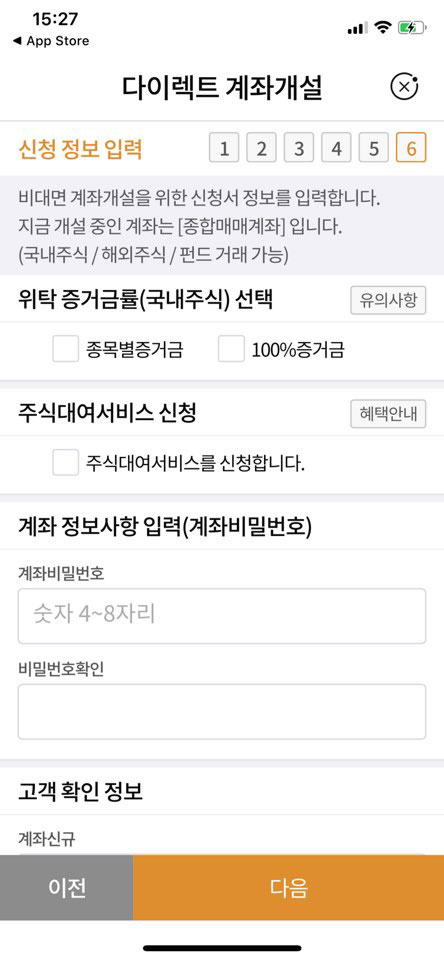 15:27
◀ App Store
다이렉트 계좌개설
신청 정보 입력 1 2 3 4 5 6
비대면 계좌개설을 위한 신청서 정보를 입력합니다.
지금 개설 중인 계좌는 [종합매매계좌] 입니다.
(국내주식 / 해외주식 / 펀드 거래 가능)
위탁 증거금률(국내주식) 선택 유의사항
종목별증거금 100%증거금
주식대여서비스 신청 혜택안내
주식대여서비스를 신청합니다.
계좌 정보사항 입력(계좌비밀번호)
계좌비밀번호
숫자 4~8자리
비밀번호확인
고객 확인 정보
계좌신규
이전 다음